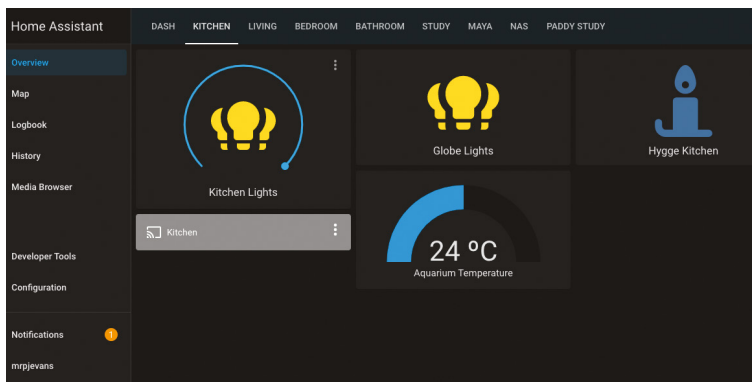 Home Assistant
DASH KITCHEN LIVING BEDROOM BATHROOM STUDY MAYA NAS PADDY STUDY
Overview
Map
Logbook
History
Media Browser
Developer Tools
Configuration
Notifications 1
mrpjevans
Kitchen Lights
Kitchen
Globe Lights
24 ºC
Aquarium Temperature
Hygge Kitchen